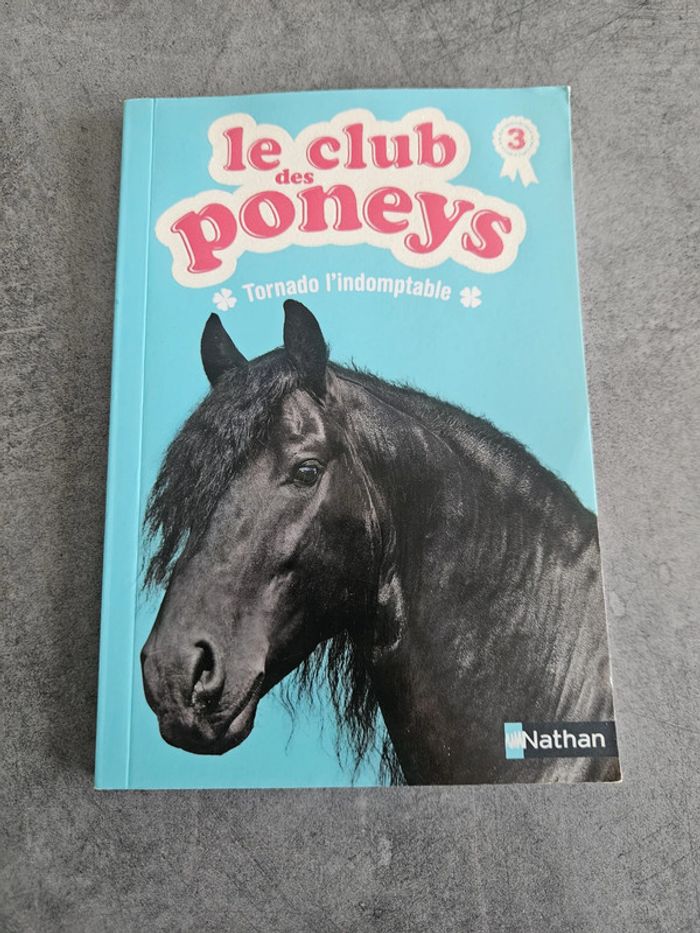 le club
des
poneys
3
Tornado l'indomptable
Nathan